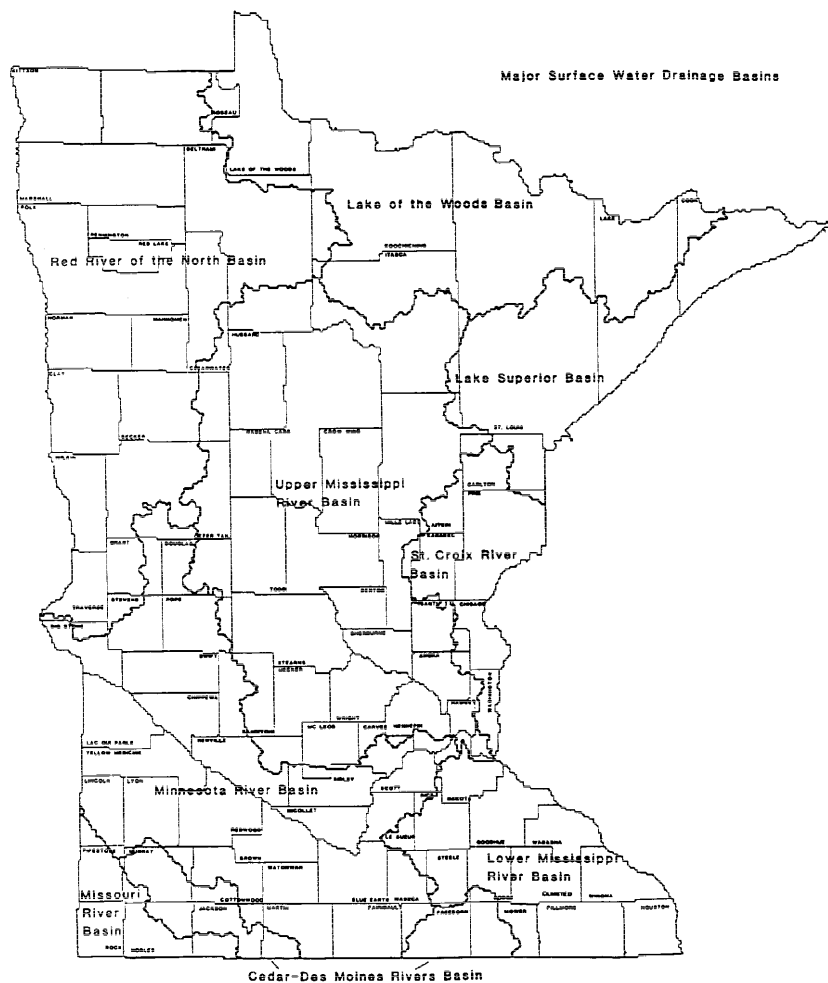 Major Surface Water Drainage Basins
KITTSON
ROSEAU
BELTRAMI
LAKE OF THE WOODS
MARSHALL
POLK
Lake of the Woods Basin
LAKE
COOK
PENNINGTON
RED LAKE
KOOCHICHING
ITASCA
Red River of the North Basin
NORMAN
MAHNOMEN
HUBBARD
CLAY
CLEARWATER
Lake Superior Basin
BECKER
CROW WING
ST. LOUIS
WILKIN
Upper Mississippi
River Basin
CARLTON
PINE
MILLE LACS
AITKIN
KANABEC
GRANT
DOUGLAS
OTTER TAIL
MORRISON
St. Croix River
Basin
TRAVERSE
STEVENS
POPE
TODD
BENTON
CHISAGO
BIG STONE
SHERBURNE
SWIFT
STEARNS
MEEKER
ANOKA
CHIPPEWA
RAMSEY
WASHINGTON
WRIGHT
LAC QUI PARLE
YELLOW MEDICINE
RENVILLE
MC LEOD
CARVER
HENNEPIN
LINCOLN
LYON
Minnesota River Basin
SIBLEY
SCOTT
RICE
DAKOTA
NICOLLET
REDWOOD
LE SUEUR
GOODHUE
WABASHA
PIPESTONE
MURRAY
BROWN
WATONWAN
STEELE
Lower Mississippi
River Basin
Missouri
River
Basin
COTTONWOOD
BLUE EARTH
WASECA
DODGE
OLMSTED
WINONA
JACKSON
MARTIN
FARIBAULT
FREEBORN
MOWER
FILLMORE
HOUSTON
ROCK
NOBLES
Cedar-Des Moines Rivers Basin